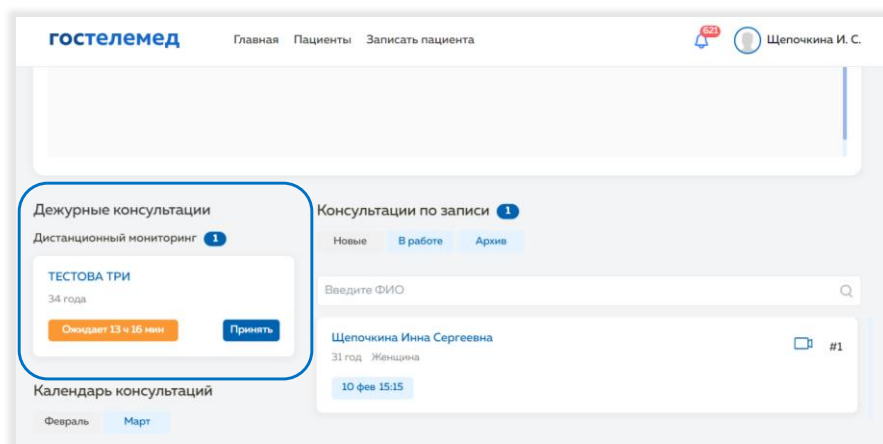 гостелемед
Главная Пациенты Записать пациента
621
Щепочкина И. С.
Дежурные консультации
Дистанционный мониторинг 1
ТЕСТОВА ТРИ
34 года
Ожидает 13 ч 16 мин
Принять
Календарь консультаций
Февраль Март
Консультации по записи 1
Новые В работе Архив
Введите ФИО
Щепочкина Инна Сергеевна
31 год Женщина
#1
10 фев 15:15